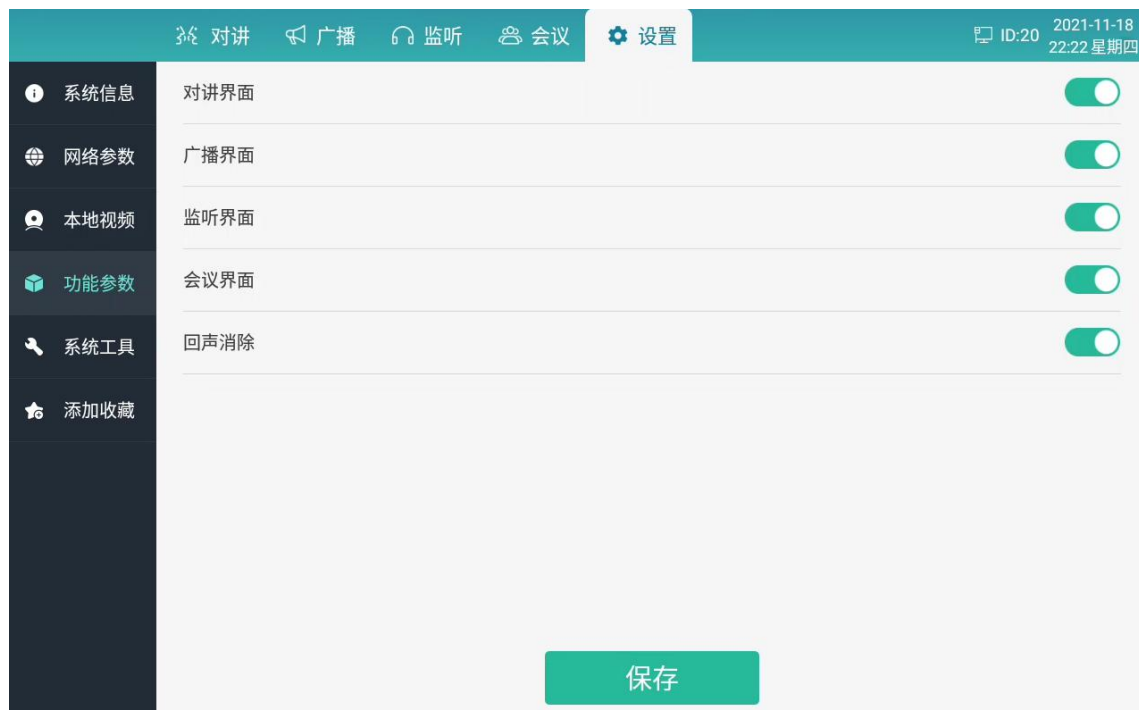 对讲 广播 监听 会议 设置 ID:20 2021-11-18
22:22 星期四
系统信息
网络参数
本地视频
功能参数
系统工具
添加收藏
对讲界面
广播界面
监听界面
会议界面
回声消除
保存